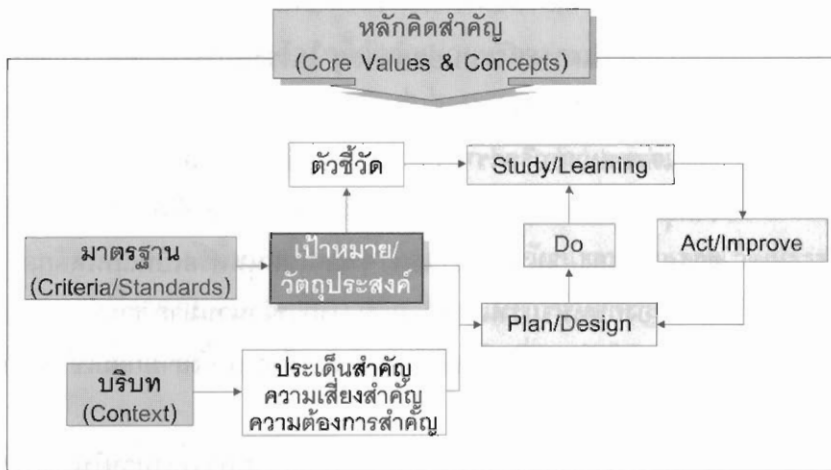 หลักคิดสำคัญ
(Core Values & Concepts)
ตัวชี้วัด
Study/Learning
มาตรฐาน
(Criteria/Standards)
เป้าหมาย/
วัตถุประสงค์
Do
Act/Improve
Plan/Design
บริบท
(Context)
ประเด็นสำคัญ
ความเสี่ยงสำคัญ
ความต้องการสำคัญ